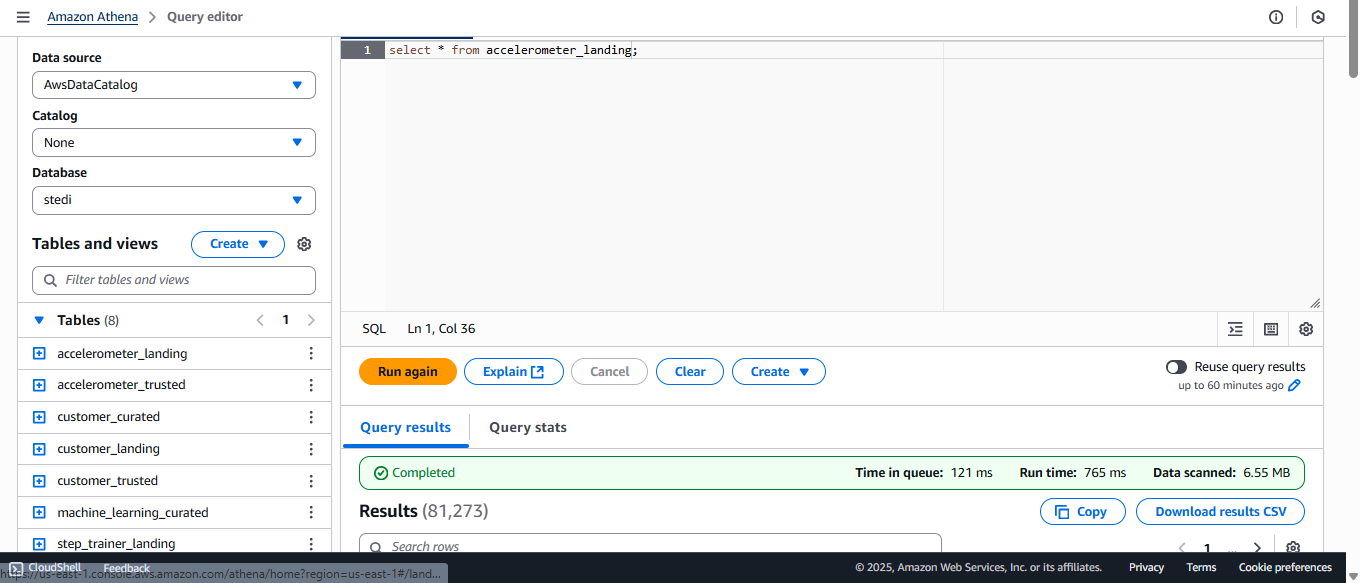 Amazon Athena > Query editor
Data source
AwsDataCatalog
Catalog
None
Database
stedi
Tables and views
Create
Filter tables and views
Tables (8)
1
accelerometer_landing
accelerometer_trusted
customer_curated
customer_landing
customer_trusted
machine_learning_curated
step_trainer_landing
1 select * from accelerometer_landing;
SQL Ln 1, Col 36
Run again Explain Cancel Clear Create
Reuse query results
up to 60 minutes ago
Query results Query stats
Completed Time in queue: 121 ms Run time: 765 ms Data scanned: 6.55 MB
Results (81,273) Copy Download results CSV
Search rows 1 ...
CloudShell Feedback
https://us-east-1.console.aws.amazon.com/athena/home?region=us-east-1#/land...
© 2025, Amazon Web Services, Inc. or its affiliates. Privacy Terms Cookie preferences